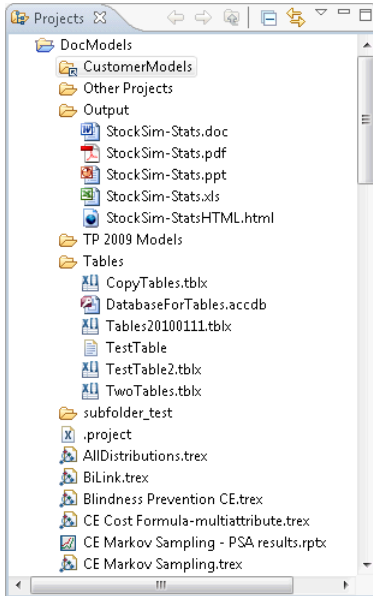 Projects
DocModels
CustomerModels
Other Projects
Output
StockSim-Stats.doc
StockSim-Stats.pdf
StockSim-Stats.ppt
StockSim-Stats.xls
StockSim-StatsHTML.html
TP 2009 Models
Tables
CopyTables.tblx
DatabaseForTables.accdb
Tables20100111.tblx
TestTable
TestTable2.tblx
TwoTables.tblx
subfolder_test
.project
AllDistributions.trex
BiLink.trex
Blindness Prevention CE.trex
CE Cost Formula-multiattribute.trex
CE Markov Sampling - PSA results.rptx
CE Markov Sampling.trex